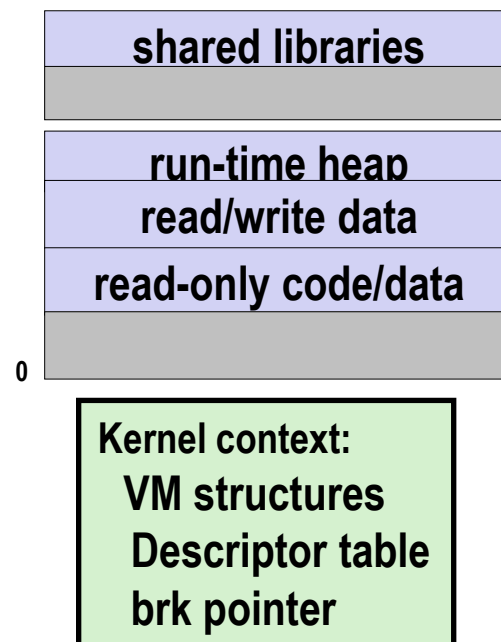 shared libraries
run-time heap
read/write data
read-only code/data
0
Kernel context:
VM structures
Descriptor table
brk pointer